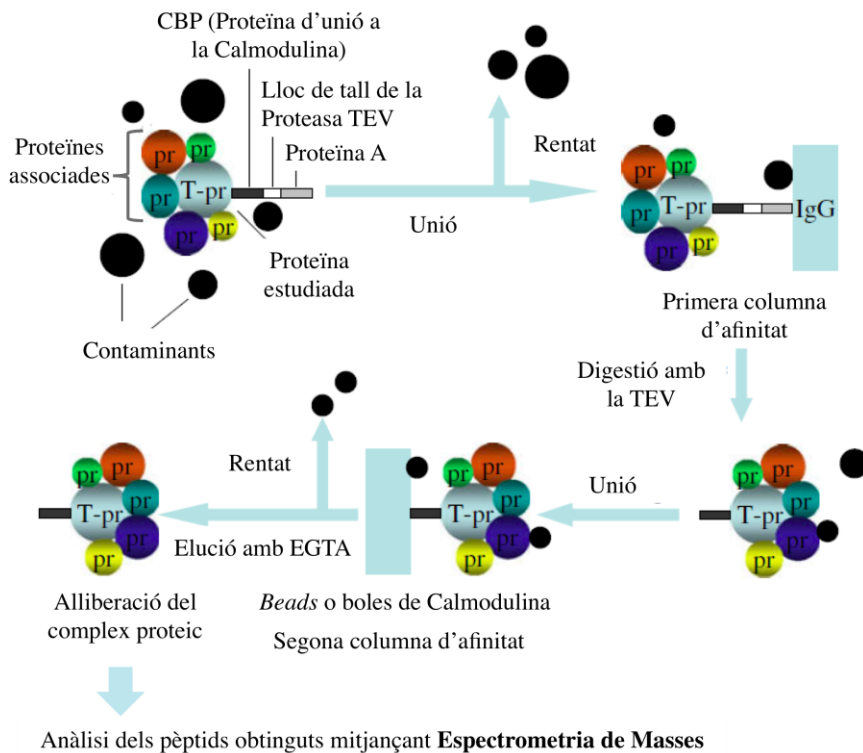 CBP (Proteïna d'unió a
la Calmodulina)
Lloc de tall de la
Proteasa TEV
Proteïna A
Proteïnes
associades
pr
pr
pr
T-pr
pr
pr
Proteïna
estudiada
Contaminants
Unió
Rentat
pr
pr
pr
T-pr
pr
pr
IgG
Primera columna
d'afinitat
Digestió amb
la TEV
pr
pr
pr
T-pr
pr
pr
Unió
pr
pr
pr
T-pr
pr
pr
Beads o boles de Calmodulina
Segona columna d'afinitat
Rentat
Elució amb EGTA
pr
pr
pr
T-pr
pr
pr
Alliberació del
complex proteic
Anàlisi dels pèptids obtinguts mitjançant Espectrometria de Masses